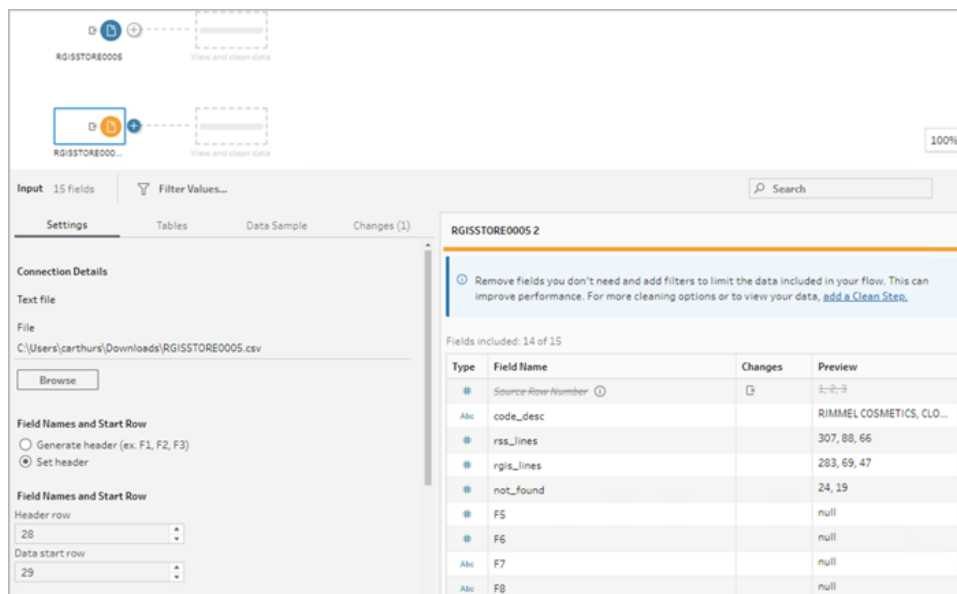 RGISSTORE0005
View and clean data
RGISSTORE000...
View and clean data
100%
Input 15 fields Filter Values... Search
Settings Tables Data Sample Changes (1)
Connection Details
Text file
File
C:\Users\carthurs\Downloads\RGISSTORE0005.csv
Browse
Field Names and Start Row
Generate header (ex. F1, F2, F3)
Set header
Field Names and Start Row
Header row
28
Data start row
29
RGISSTORE0005 2
Remove fields you don't need and add filters to limit the data included in your flow. This can
improve performance. For more cleaning options or to view your data, add a Clean Step.
Fields included: 14 of 15
Type Field Name Changes Preview
# Source Row Number 1, 2, 3
Abc code_desc RIMMEL COSMETICS, CLO...
# rss_lines 307, 88, 66
# rgis_lines 283, 69, 47
# not_found 24, 19
# F5 null
# F6 null
Abc F7 null
Abc F8 null